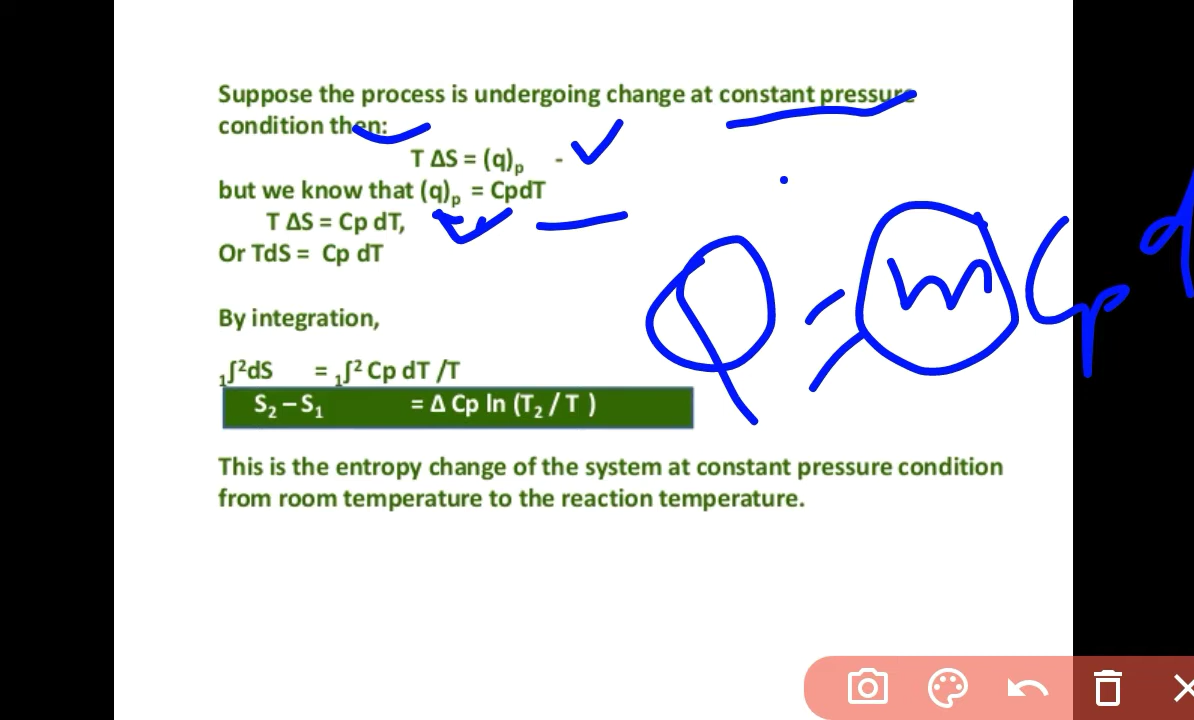 Suppose the process is undergoing change at constant pressure
condition then:
T ΔS = (q)ₚ -
but we know that (q)ₚ = CpdT
T ΔS = Cp dT,
Or TdS = Cp dT
Q = m Cp d
By integration,
₁∫²dS = ₁∫² Cp dT /T
S₂ – S₁ = Δ Cp ln (T₂ / T )
This is the entropy change of the system at constant pressure condition
from room temperature to the reaction temperature.